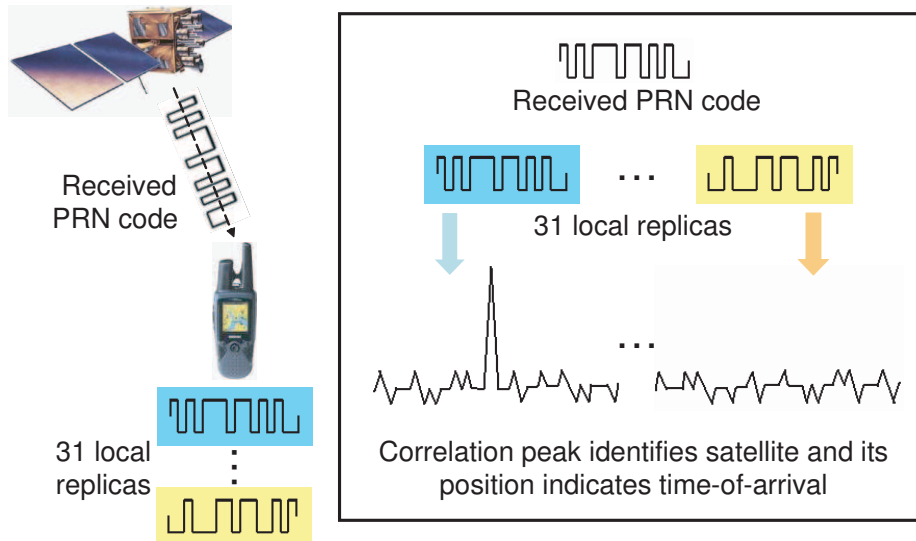 Received
PRN code
31 local
replicas
Received PRN code
...
31 local replicas
...
Correlation peak identifies satellite and its
position indicates time-of-arrival